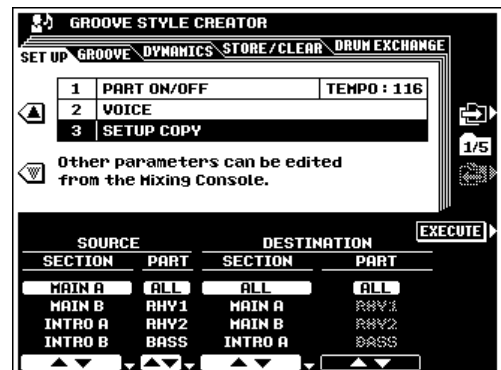 GROOVE STYLE CREATOR
SET UP GROOVE DYNAMICS STORE/CLEAR DRUM EXCHANGE
1 PART ON/OFF TEMPO : 116
2 VOICE
3 SETUP COPY
1/5
Other parameters can be edited
from the Mixing Console.
EXECUTE
SOURCE DESTINATION
SECTION PART SECTION PART
MAIN A ALL ALL ALL
MAIN B RHY1 MAIN A RHY1
INTRO A RHY2 MAIN B RHY2
INTRO B BASS INTRO A BASS